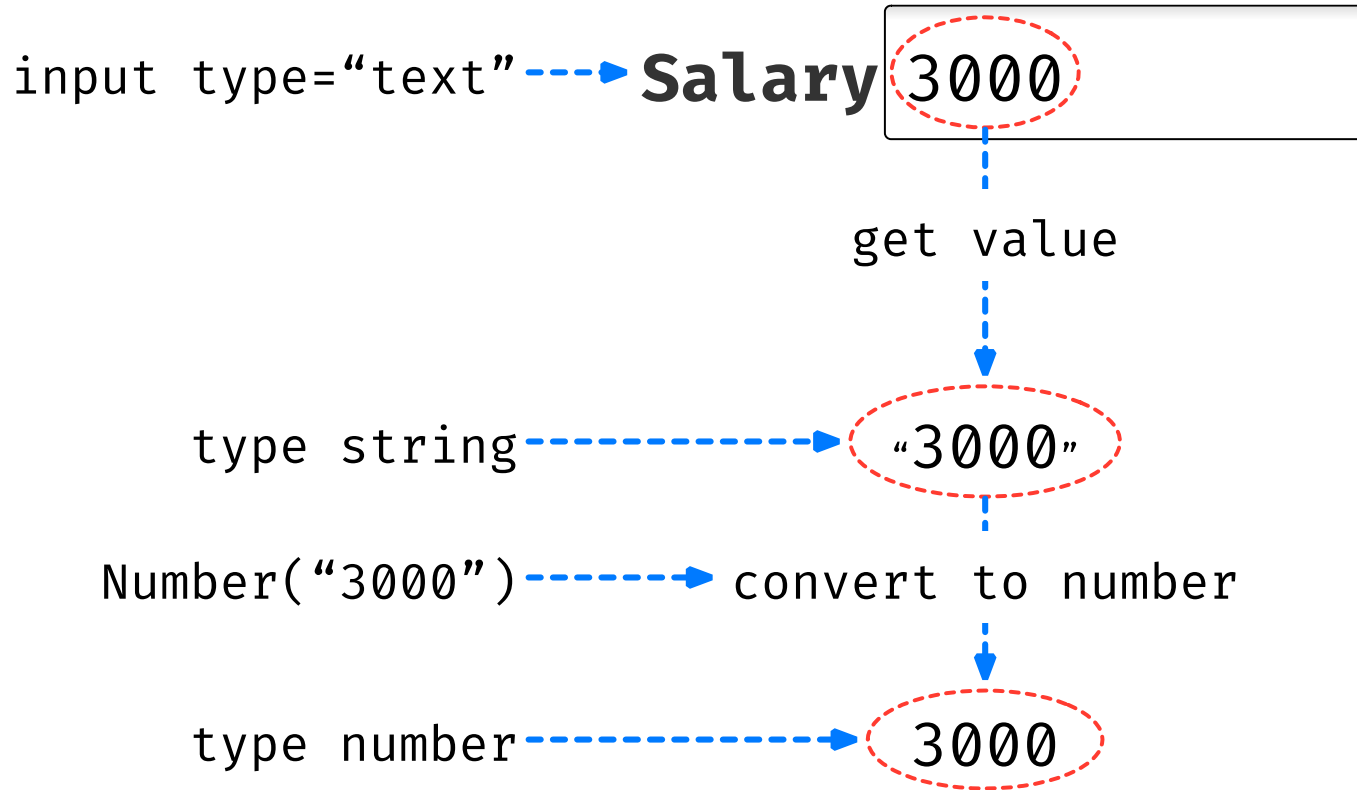 input type=“text” Salary 3000
get value
type string “3000”
Number(“3000”) convert to number
type number 3000